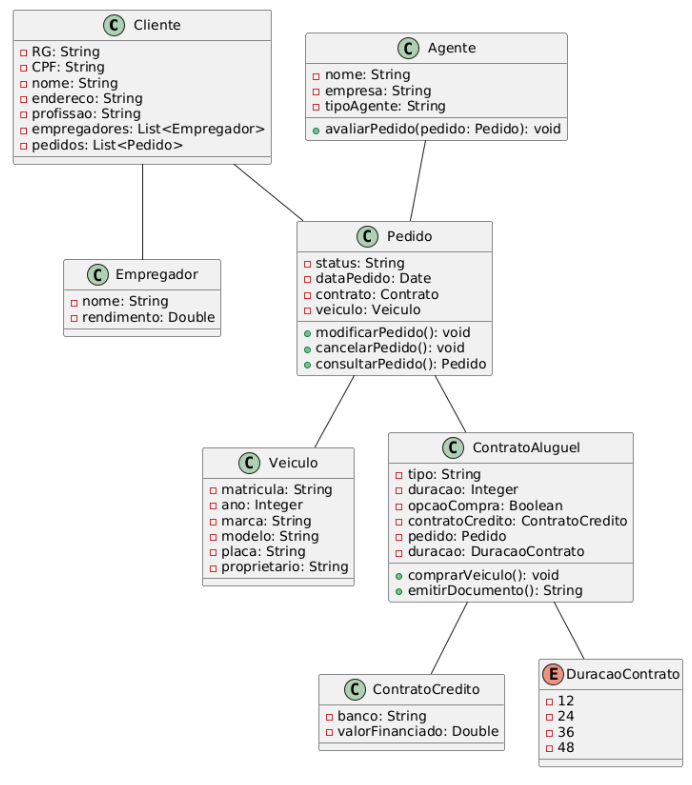 C Cliente
RG: String
CPF: String
nome: String
endereco: String
profissao: String
empregadores: List<Empregador>
pedidos: List<Pedido>
C Agente
nome: String
empresa: String
tipoAgente: String
avaliarPedido(pedido: Pedido): void
C Empregador
nome: String
rendimento: Double
C Pedido
status: String
dataPedido: Date
contrato: Contrato
veiculo: Veiculo
modificarPedido(): void
cancelarPedido(): void
consultarPedido(): Pedido
C Veiculo
matricula: String
ano: Integer
marca: String
modelo: String
placa: String
proprietario: String
C ContratoAluguel
tipo: String
duracao: Integer
opcaoCompra: Boolean
contratoCredito: ContratoCredito
pedido: Pedido
duracao: DuracaoContrato
comprarVeiculo(): void
emitirDocumento(): String
C ContratoCredito
banco: String
valorFinanciado: Double
E DuracaoContrato
12
24
36
48